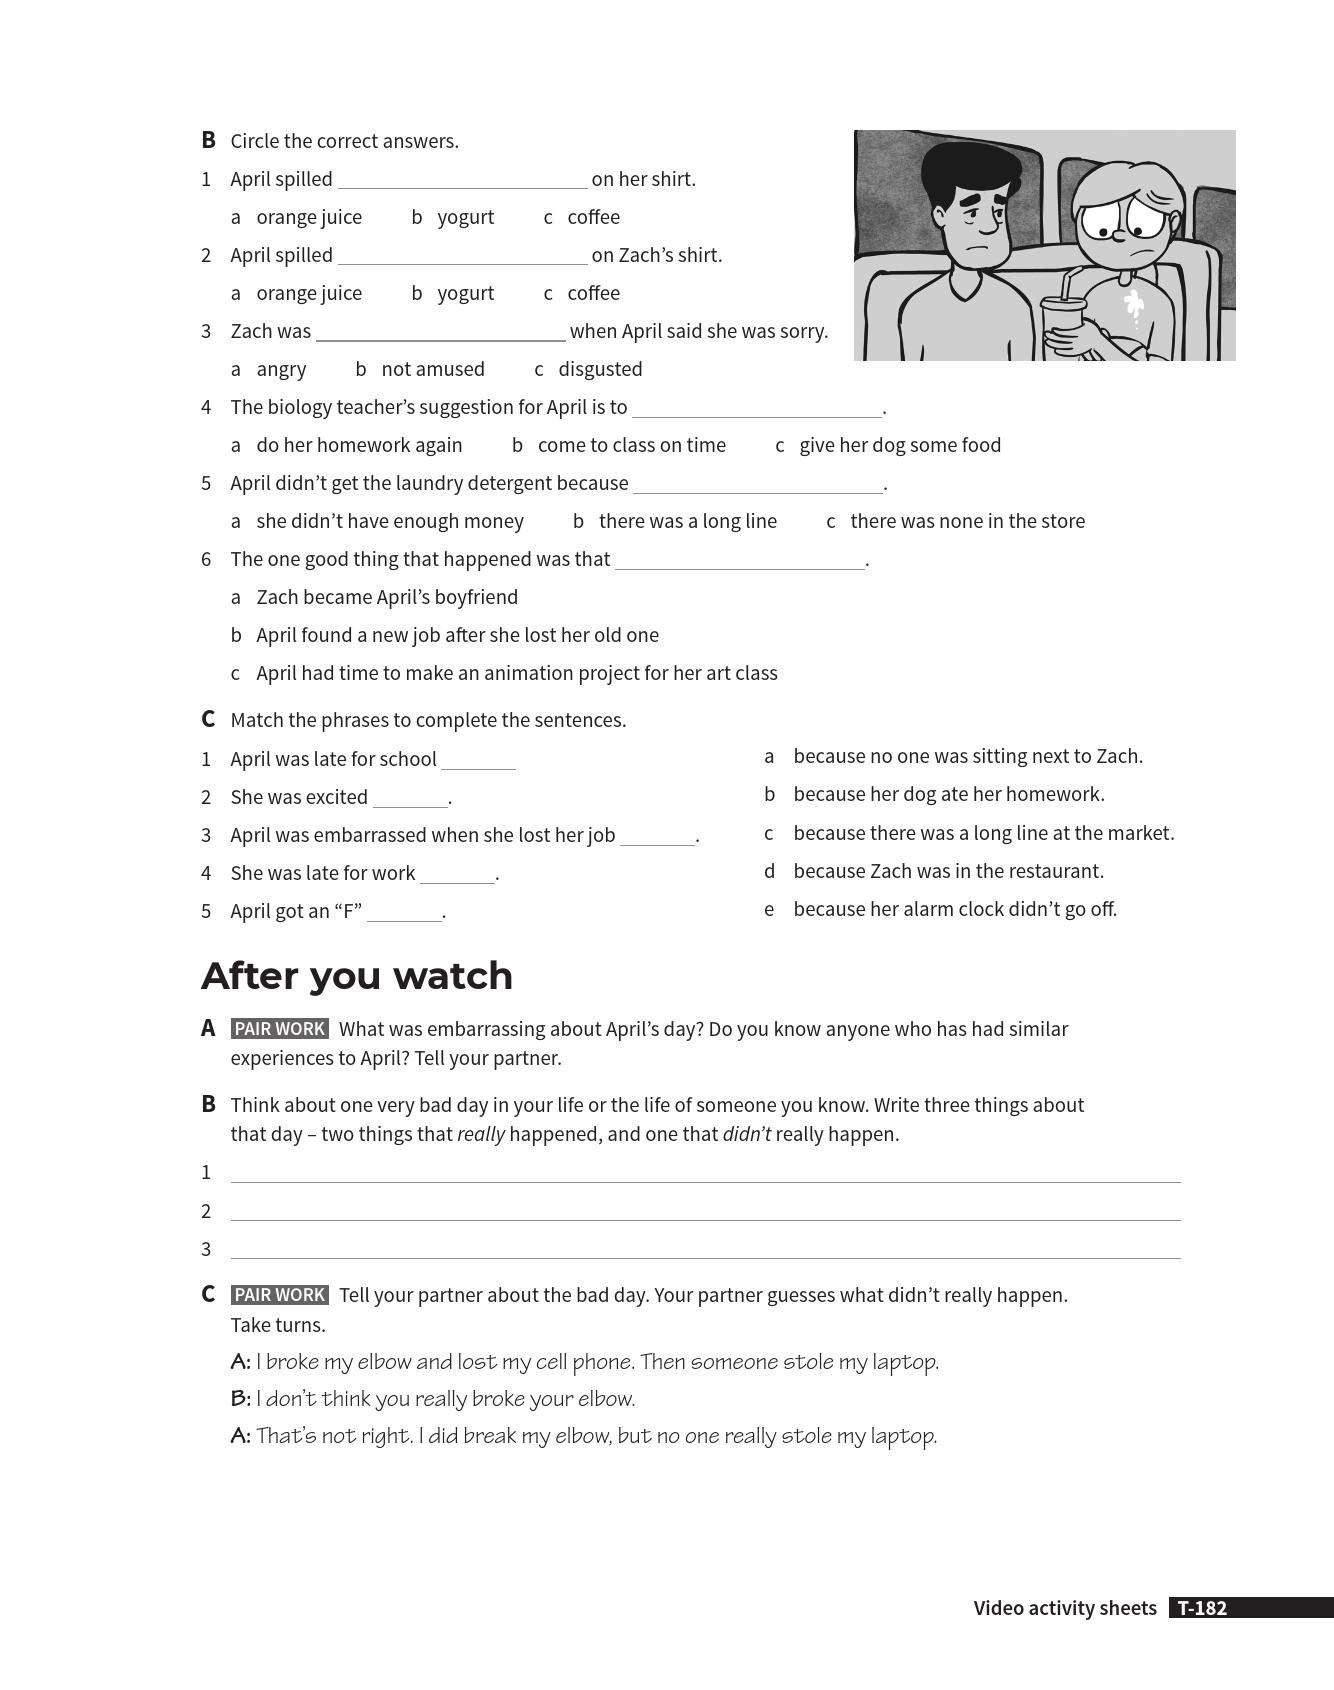 B Circle the correct answers.
1 April spilled ____________ on her shirt.
a orange juice b yogurt c coffee
2 April spilled ____________ on Zach’s shirt.
a orange juice b yogurt c coffee
3 Zach was ____________ when April said she was sorry.
a angry b not amused c disgusted
4 The biology teacher’s suggestion for April is to ____________.
a do her homework again b come to class on time c give her dog some food
5 April didn’t get the laundry detergent because ____________.
a she didn’t have enough money b there was a long line c there was none in the store
6 The one good thing that happened was that ____________.
a Zach became April’s boyfriend
b April found a new job after she lost her old one
c April had time to make an animation project for her art class
C Match the phrases to complete the sentences.
1 April was late for school _______
2 She was excited _______.
3 April was embarrassed when she lost her job _______.
4 She was late for work _______.
5 April got an “F” _______.
a because no one was sitting next to Zach.
b because her dog ate her homework.
c because there was a long line at the market.
d because Zach was in the restaurant.
e because her alarm clock didn’t go off.
After you watch
A PAIR WORK What was embarrassing about April’s day? Do you know anyone who has had similar
experiences to April? Tell your partner.
B Think about one very bad day in your life or the life of someone you know. Write three things about
that day – two things that really happened, and one that didn’t really happen.
1
2
3
C PAIR WORK Tell your partner about the bad day. Your partner guesses what didn’t really happen.
Take turns.
A: I broke my elbow and lost my cell phone. Then someone stole my laptop.
B: I don’t think you really broke your elbow.
A: That’s not right. I did break my elbow, but no one really stole my laptop.
Video activity sheets T-182